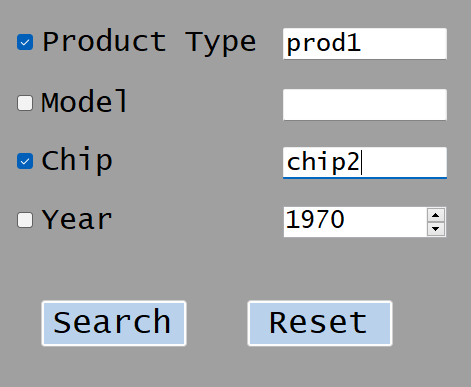 Product Type prod1
Model
Chip chip2
Year 1970
Search Reset